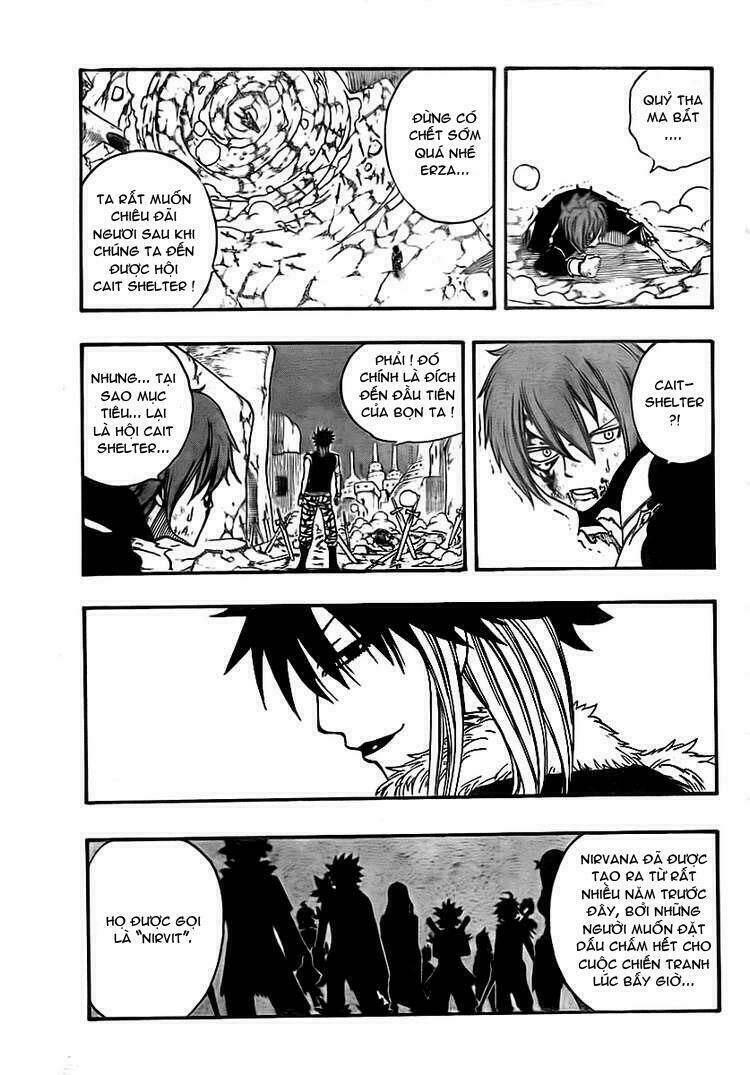 QUỶ THA
MA BẮT
....
ĐỪNG CÓ
CHẾT SỚM
QUÁ NHÉ
ERZA...
TA RẤT MUỐN
CHIÊU ĐÃI
NGƯƠI SAU KHI
CHÚNG TA ĐẾN
ĐƯỢC HỘI
CAIT SHELTER !
CAIT-
SHELTER
?!
PHẢI ! ĐÓ
CHÍNH LÀ ĐÍCH
ĐẾN ĐẦU TIÊN
CỦA BỌN TA !
NHƯNG... TẠI
SAO MỤC
TIÊU... LẠI
LÀ HỘI CAIT
SHELTER...
NIRVANA ĐÃ ĐƯỢC
TẠO RA TỪ RẤT
NHIỀU NĂM TRƯỚC
ĐÂY, BỞI NHỮNG
NGƯỜI MUỐN ĐẶT
DẤU CHẤM HẾT CHO
CUỘC CHIẾN TRANH
LÚC BẤY GIỜ...
HỌ ĐƯỢC GỌI
LÀ "NIRVIT".